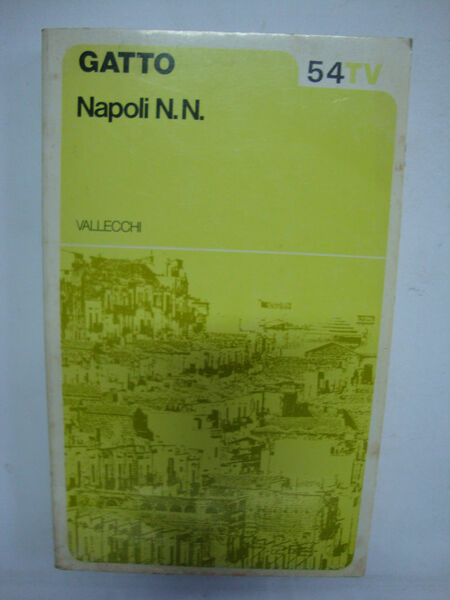 GATTO
54TV
Napoli N.N.
VALLECCHI